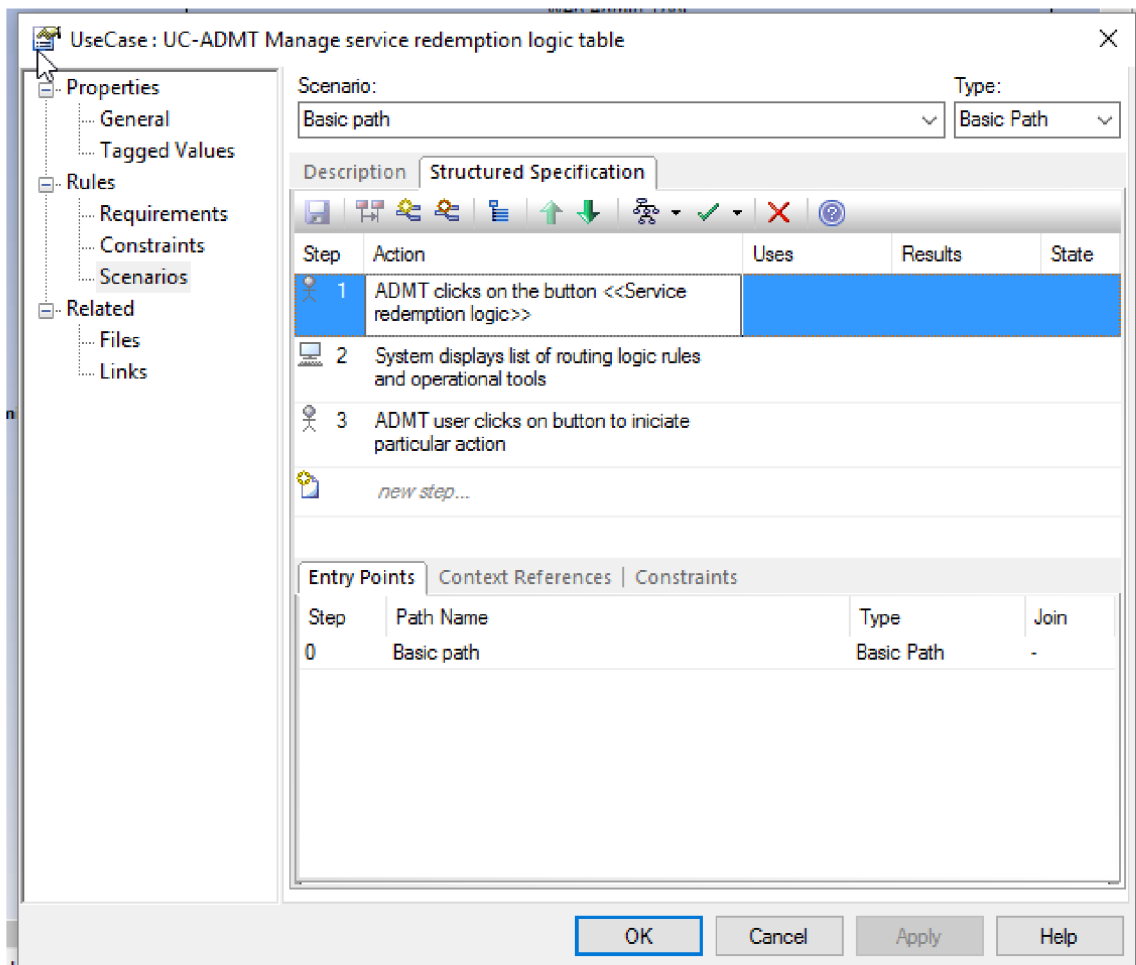 Web Admin Tool
UseCase : UC-ADMT Manage service redemption logic table
Properties
General
Tagged Values
Rules
Requirements
Constraints
Scenarios
Related
Files
Links
Scenario:
Type:
Basic path
Basic Path
Description
Structured Specification
Step Action Uses Results State
1 ADMT clicks on the button <<Service
redemption logic>>
2 System displays list of routing logic rules
and operational tools
3 ADMT user clicks on button to iniciate
particular action
new step...
Entry Points Context References | Constraints
Step Path Name Type Join
0 Basic path Basic Path -
OK Cancel Apply Help